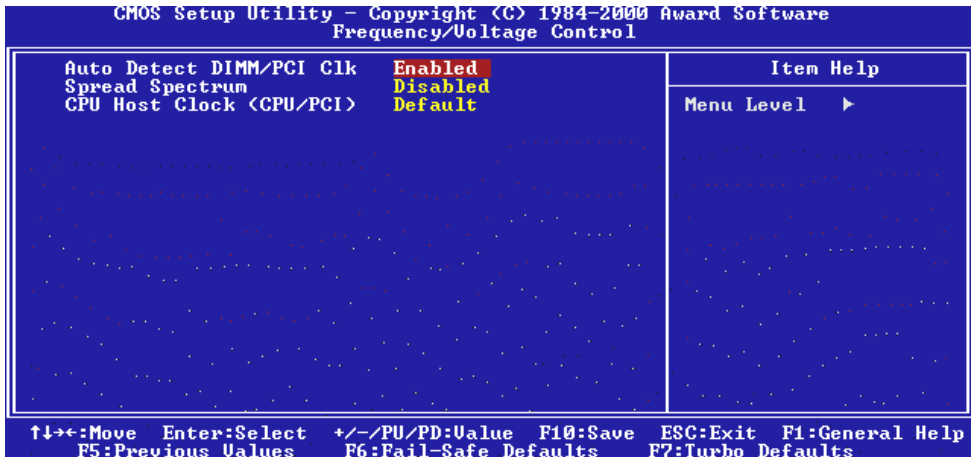 CMOS Setup Utility – Copyright (C) 1984-2000 Award Software
Frequency/Voltage Control
Auto Detect DIMM/PCI Clk Enabled
Spread Spectrum Disabled
CPU Host Clock (CPU/PCI) Default
Item Help
Menu Level ▶
↑↓→←:Move Enter:Select +/-/PU/PD:Value F10:Save ESC:Exit F1:General Help
F5:Previous Values F6:Fail-Safe Defaults F7:Turbo Defaults